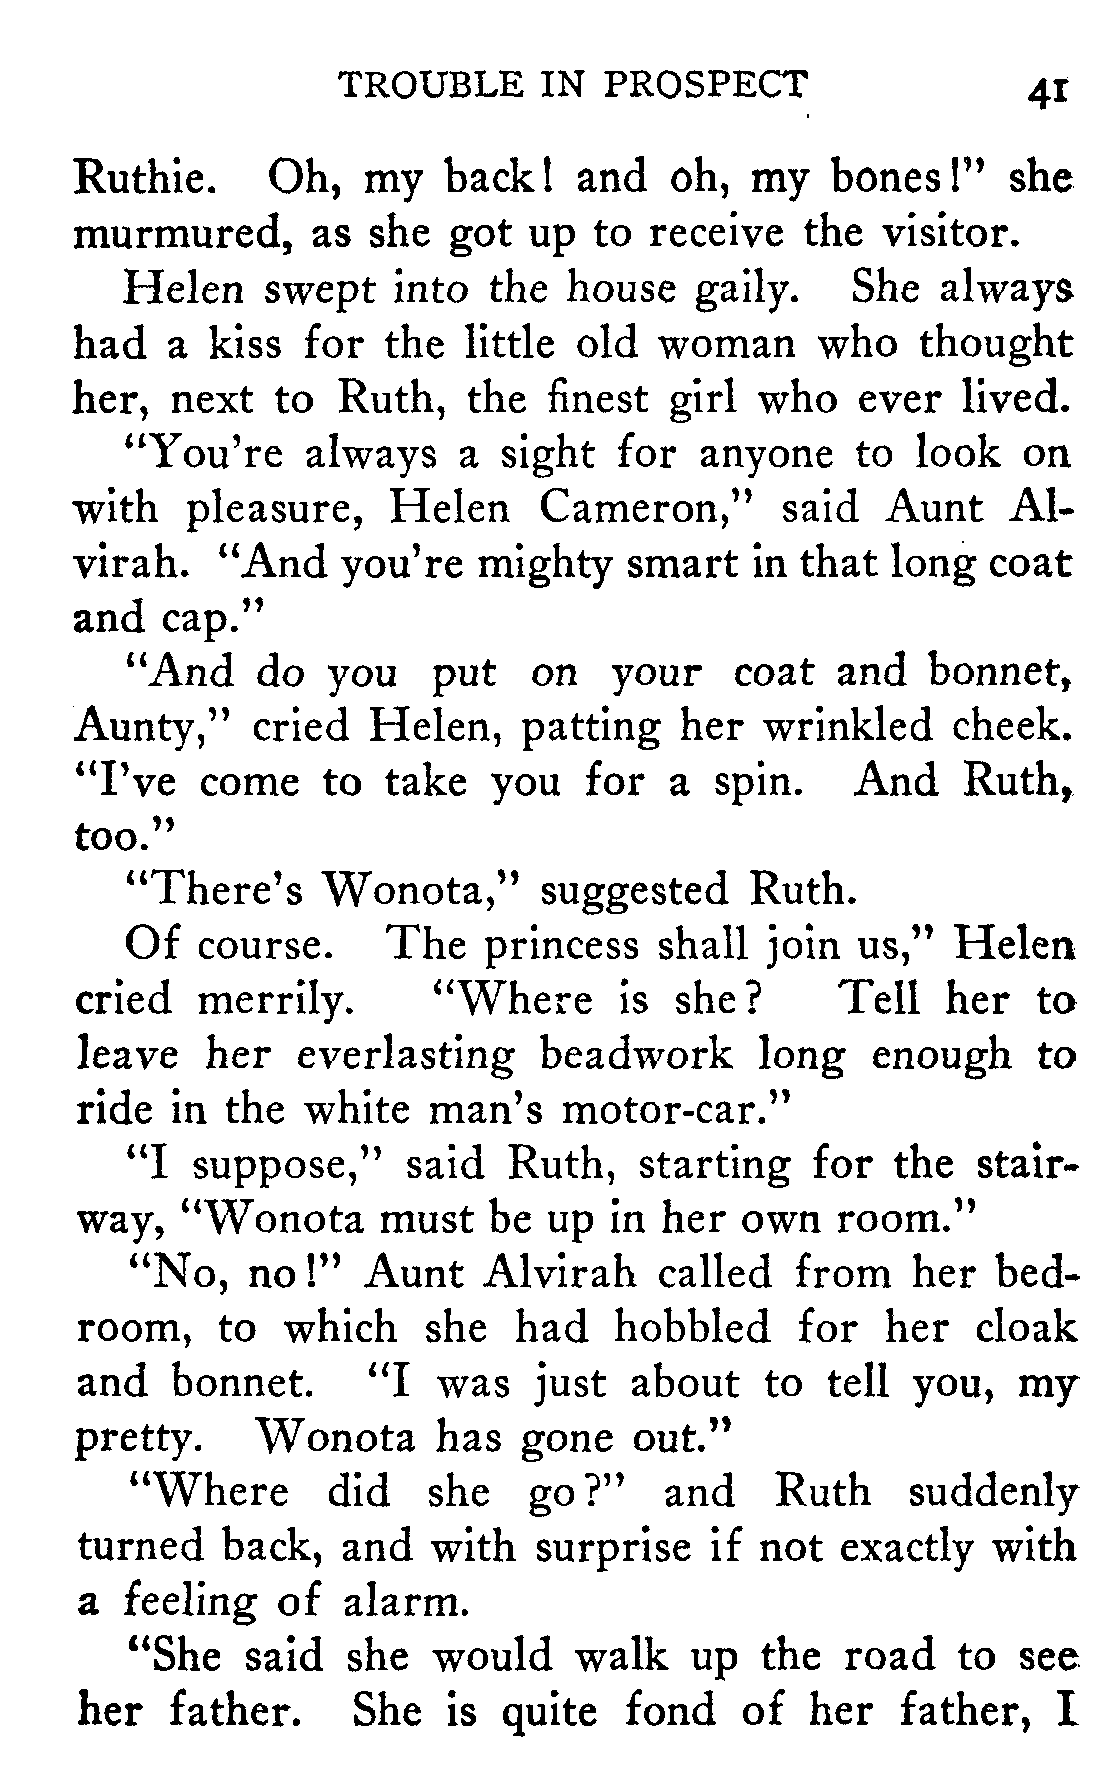 TROUBLE IN PROSPECT 41
Ruthie. Oh, my back! and oh, my bones!" she
murmured, as she got up to receive the visitor.
Helen swept into the house gaily. She always
had a kiss for the little old woman who thought
her, next to Ruth, the finest girl who ever lived.
"You're always a sight for anyone to look on
with pleasure, Helen Cameron," said Aunt Al-
virah. "And you're mighty smart in that long coat
and cap."
"And do you put on your coat and bonnet,
Aunty," cried Helen, patting her wrinkled cheek.
"I've come to take you for a spin. And Ruth,
too."
"There's Wonota," suggested Ruth.
Of course. The princess shall join us," Helen
cried merrily. "Where is she? Tell her to
leave her everlasting beadwork long enough to
ride in the white man's motor-car."
"I suppose," said Ruth, starting for the stair-
way, "Wonota must be up in her own room."
"No, no!" Aunt Alvirah called from her bed-
room, to which she had hobbled for her cloak
and bonnet. "I was just about to tell you, my
pretty. Wonota has gone out."
"Where did she go?" and Ruth suddenly
turned back, and with surprise if not exactly with
a feeling of alarm.
"She said she would walk up the road to see
her father. She is quite fond of her father, I